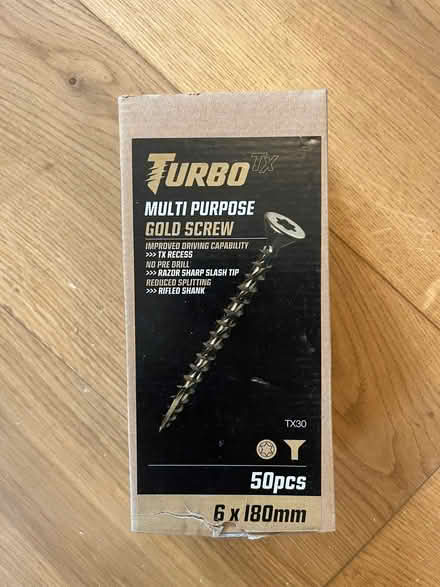 TURBO TX
MULTI PURPOSE
GOLD SCREW
IMPROVED DRIVING CAPABILITY
>>> TX RECESS
NO PRE DRILL
>>> RAZOR SHARP SLASH TIP
REDUCED SPLITTING
>>> RIFLED SHANK
TX30
50pcs
6 x 180mm